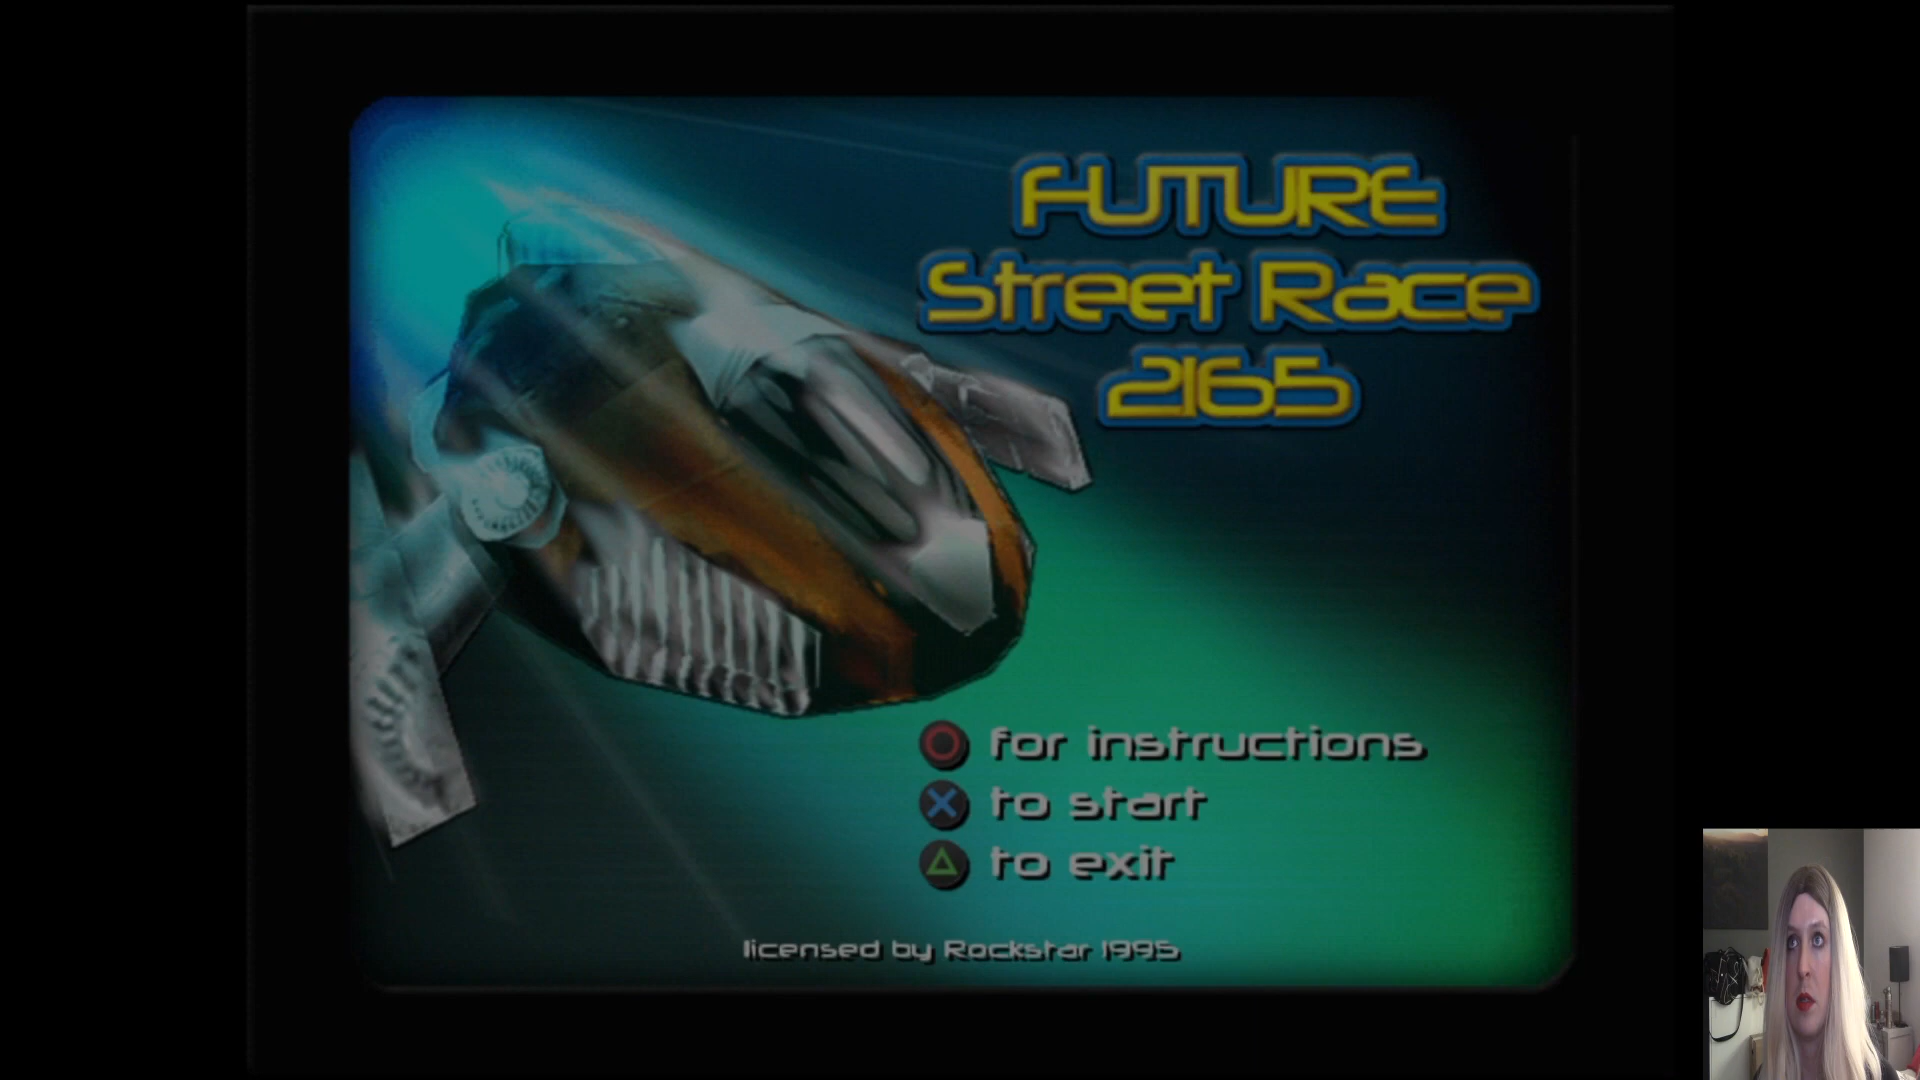 FUTURE
Street Race
2165
for instructions
to start
to exit
licensed by Rockstar 1995